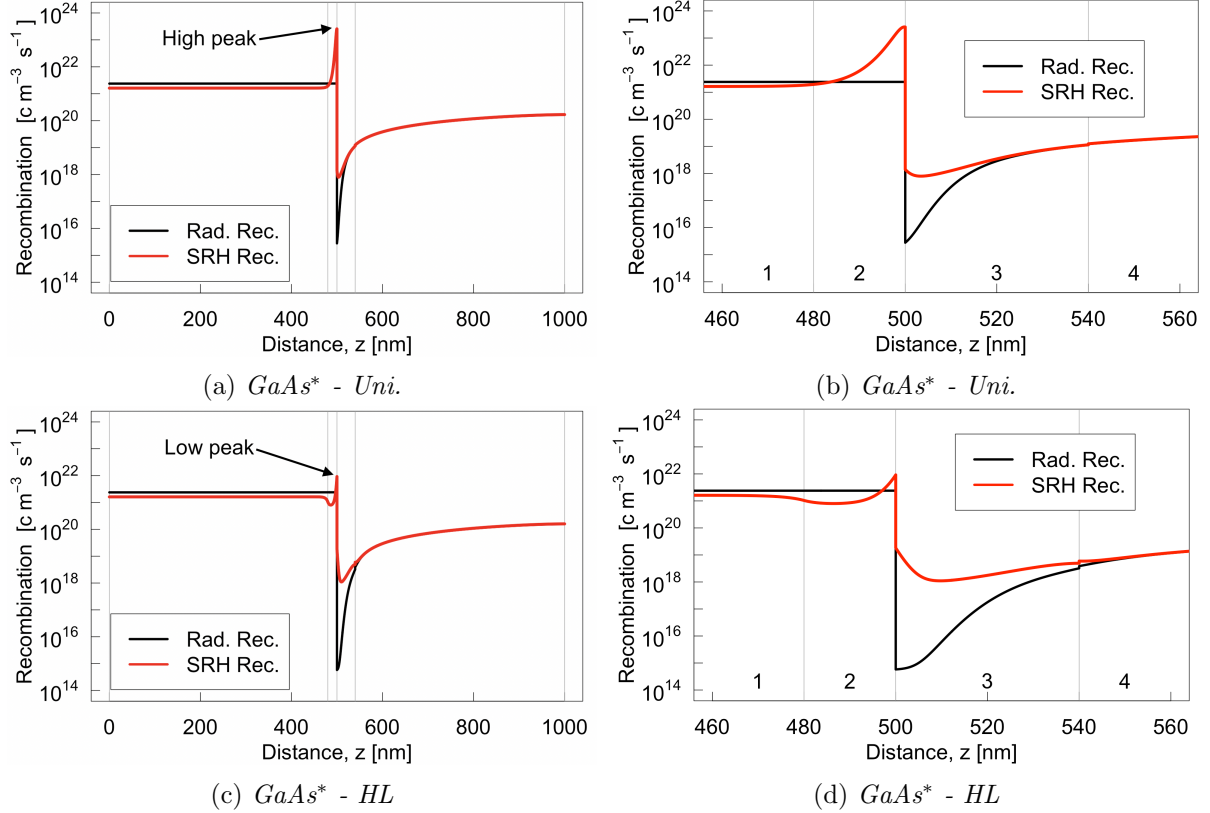 Recombination [c m⁻³ s⁻¹]
10²⁴
10²²
10²⁰
10¹⁸
10¹⁶
10¹⁴
High peak
Rad. Rec.
SRH Rec.
0 200 400 600 800 1000
Distance, z [nm]
(a) GaAs* - Uni.
Recombination [c m⁻³ s⁻¹]
10²⁴
10²²
10²⁰
10¹⁸
10¹⁶
10¹⁴
Rad. Rec.
SRH Rec.
1 2 3 4
460 480 500 520 540 560
Distance, z [nm]
(b) GaAs* - Uni.
Recombination [c m⁻³ s⁻¹]
10²⁴
10²²
10²⁰
10¹⁸
10¹⁶
10¹⁴
Low peak
Rad. Rec.
SRH Rec.
0 200 400 600 800 1000
Distance, z [nm]
(c) GaAs* - HL
Recombination [c m⁻³ s⁻¹]
10²⁴
10²²
10²⁰
10¹⁸
10¹⁶
10¹⁴
Rad. Rec.
SRH Rec.
1 2 3 4
460 480 500 520 540 560
Distance, z [nm]
(d) GaAs* - HL